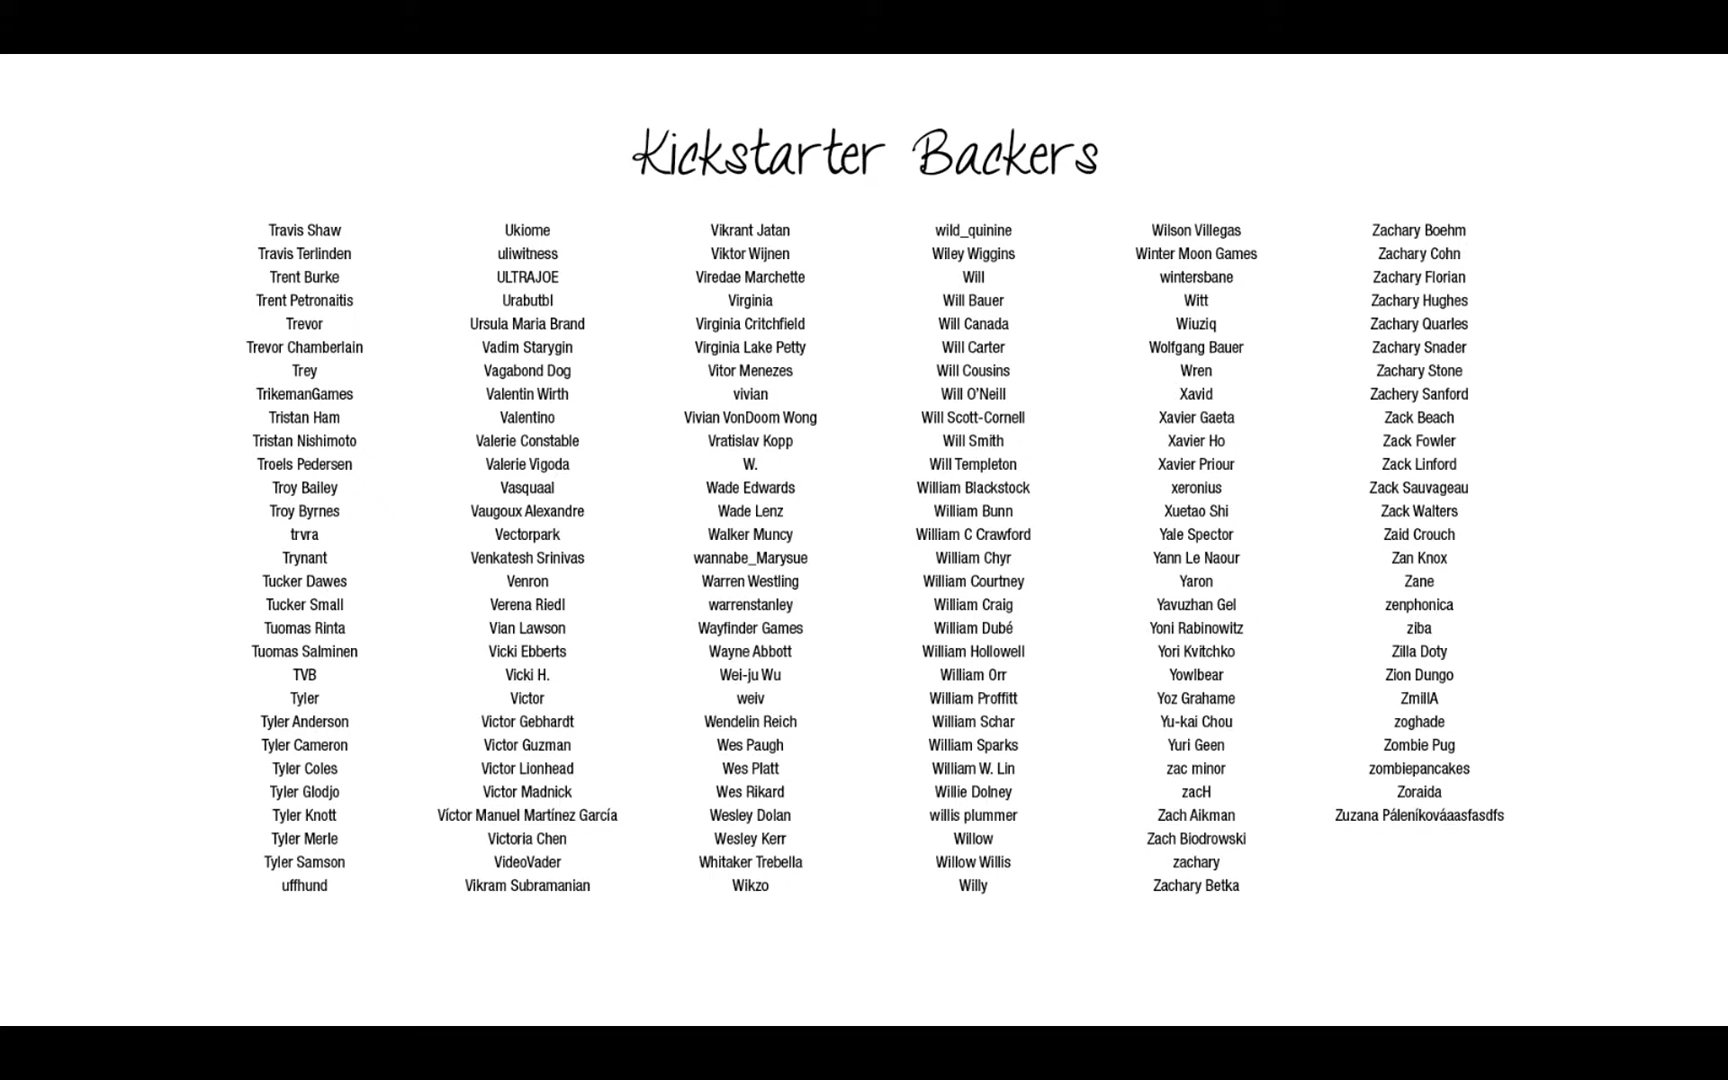 Kickstarter Backers
Travis Shaw
Travis Terlinden
Trent Burke
Trent Petronaitis
Trevor
Trevor Chamberlain
Trey
TrikemanGames
Tristan Ham
Tristan Nishimoto
Troels Pedersen
Troy Bailey
Troy Byrnes
trvra
Trynant
Tucker Dawes
Tucker Small
Tuomas Rinta
Tuomas Salminen
TVB
Tyler
Tyler Anderson
Tyler Cameron
Tyler Coles
Tyler Glodjo
Tyler Knott
Tyler Merle
Tyler Samson
uffhund
Ukiome
uliwitness
ULTRAJOE
Urabutbl
Ursula Maria Brand
Vadim Starygin
Vagabond Dog
Valentin Wirth
Valentino
Valerie Constable
Valerie Vigoda
Vasquaal
Vaugoux Alexandre
Vectorpark
Venkatesh Srinivas
Venron
Verena Riedl
Vian Lawson
Vicki Ebberts
Vicki H.
Victor
Victor Gebhardt
Victor Guzman
Victor Lionhead
Victor Madnick
Víctor Manuel Martínez García
Victoria Chen
VideoVader
Vikram Subramanian
Vikrant Jatan
Viktor Wijnen
Viredae Marchette
Virginia
Virginia Critchfield
Virginia Lake Petty
Vitor Menezes
vivian
Vivian VonDoom Wong
Vratislav Kopp
W.
Wade Edwards
Wade Lenz
Walker Muncy
wannabe_Marysue
Warren Westling
warrenstanley
Wayfinder Games
Wayne Abbott
Wei-ju Wu
weiv
Wendelin Reich
Wes Paugh
Wes Platt
Wes Rikard
Wesley Dolan
Wesley Kerr
Whitaker Trebella
Wikzo
wild_quinine
Wiley Wiggins
Will
Will Bauer
Will Canada
Will Carter
Will Cousins
Will O’Neill
Will Scott-Cornell
Will Smith
Will Templeton
William Blackstock
William Bunn
William C Crawford
William Chyr
William Courtney
William Craig
William Dubé
William Hollowell
William Orr
William Proffitt
William Schar
William Sparks
William W. Lin
Willie Dolney
willis plummer
Willow
Willow Willis
Willy
Wilson Villegas
Winter Moon Games
wintersbane
Witt
Wiuziq
Wolfgang Bauer
Wren
Xavid
Xavier Gaeta
Xavier Ho
Xavier Priour
xeronius
Xuetao Shi
Yale Spector
Yann Le Naour
Yaron
Yavuzhan Gel
Yoni Rabinowitz
Yori Kvitchko
Yowlbear
Yoz Grahame
Yu-kai Chou
Yuri Geen
zac minor
zacH
Zach Aikman
Zach Biodrowski
zachary
Zachary Betka
Zachary Boehm
Zachary Cohn
Zachary Florian
Zachary Hughes
Zachary Quarles
Zachary Snader
Zachary Stone
Zachery Sanford
Zack Beach
Zack Fowler
Zack Linford
Zack Sauvageau
Zack Walters
Zaid Crouch
Zan Knox
Zane
zenphonica
ziba
Zilla Doty
Zion Dungo
ZmillA
zoghade
Zombie Pug
zombiepancakes
Zoraida
Zuzana Páleníkováaasfasdfs